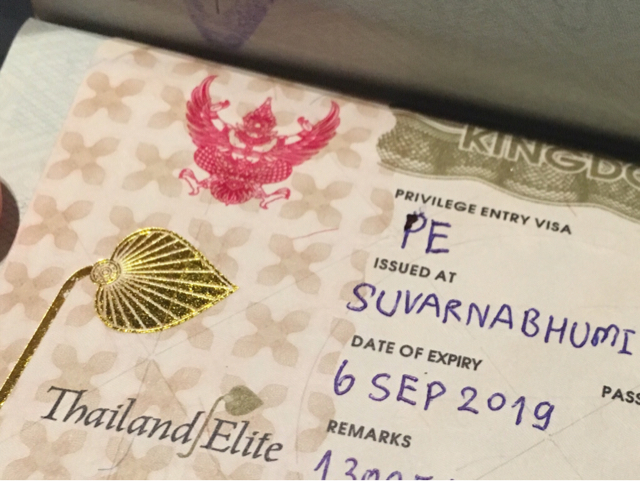 KINGDO
PRIVILEGE ENTRY VISA
PE
ISSUED AT
SUVARNABHUMI
DATE OF EXPIRY
PASS
6 SEP 2019
REMARKS
Thailand Elite